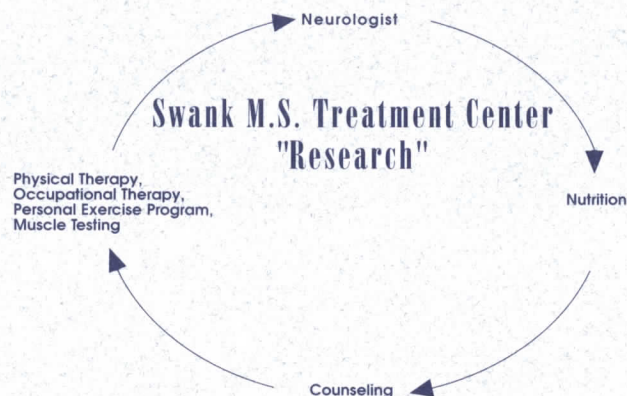 Neurologist
Swank M.S. Treatment Center
"Research"
Physical Therapy,
Occupational Therapy,
Personal Exercise Program,
Muscle Testing
Nutrition
Counseling